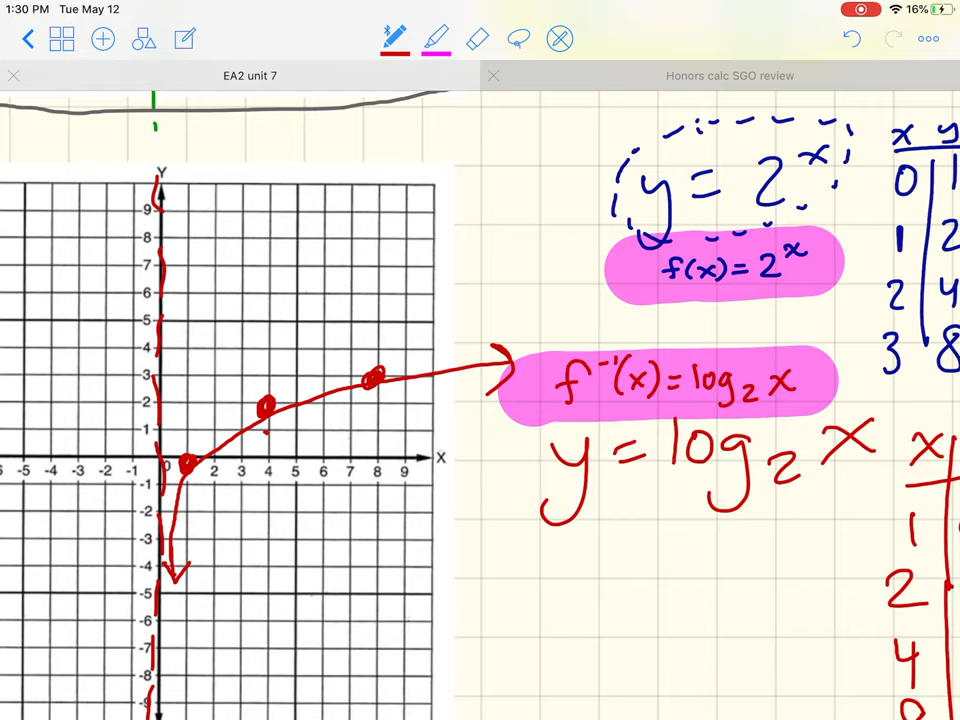 1:30 PM Tue May 12
16%
EA2 unit 7
Honors calc SGO review
Y
9
8
7
6
5
4
3
2
1
-5 -4 -3 -2 -1 0 2 3 4 5 6 7 8 9 X
-1
-2
-3
-4
-5
-6
-7
-8
-9
y = 2^x
f(x) = 2^x
x y
0 1
1 2
2 4
3 8
f⁻¹(x) = log₂ x
y = log₂ x
x
1
2
4